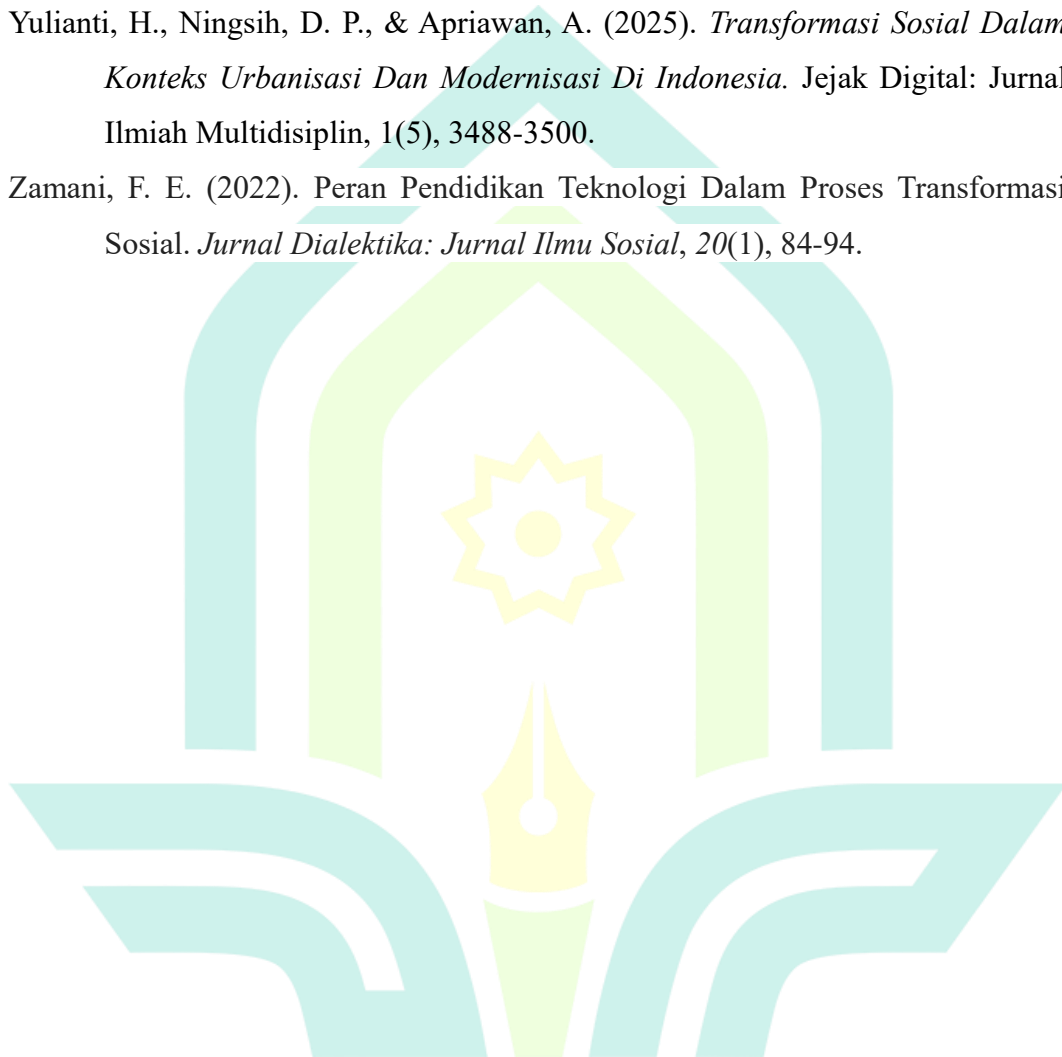 Yulianti, H., Ningsih, D. P., & Apriawan, A. (2025). Transformasi Sosial Dalam
Konteks Urbanisasi Dan Modernisasi Di Indonesia. Jejak Digital: Jurnal
Ilmiah Multidisiplin, 1(5), 3488-3500.
Zamani, F. E. (2022). Peran Pendidikan Teknologi Dalam Proses Transformasi
Sosial. Jurnal Dialektika: Jurnal Ilmu Sosial, 20(1), 84-94.